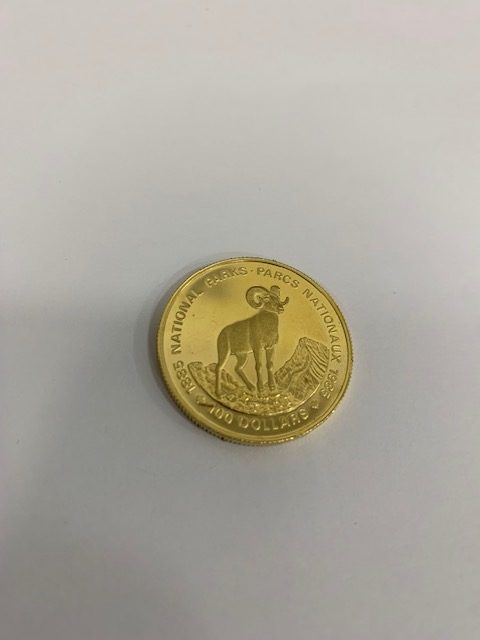 1885 NATIONAL PARKS · PARCS NATIONAUX 1985
100 DOLLARS